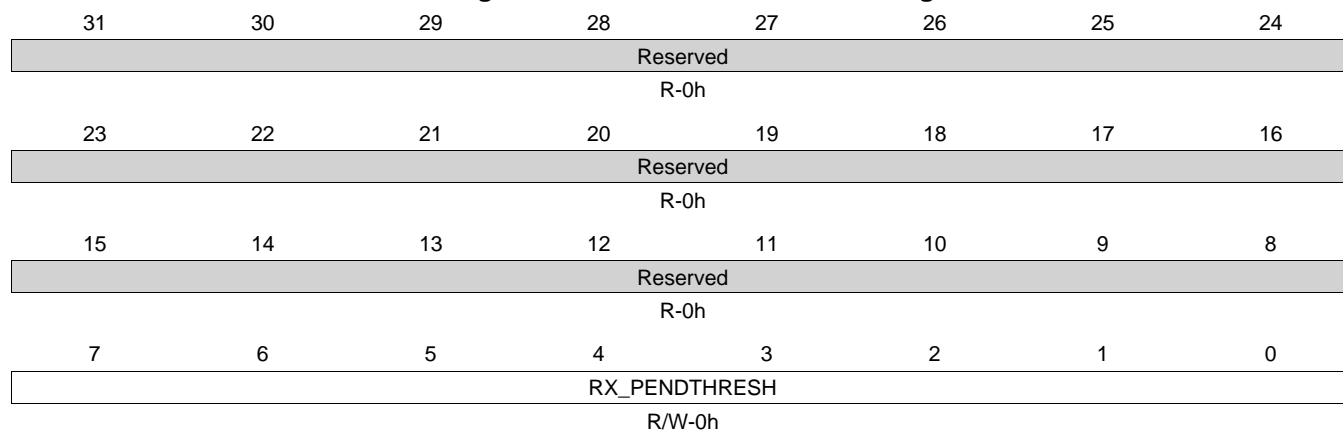 31 30 29 28 27 26 25 24
Reserved
R-0h
23 22 21 20 19 18 17 16
Reserved
R-0h
15 14 13 12 11 10 9 8
Reserved
R-0h
7 6 5 4 3 2 1 0
RX_PENDTHRESH
R/W-0h